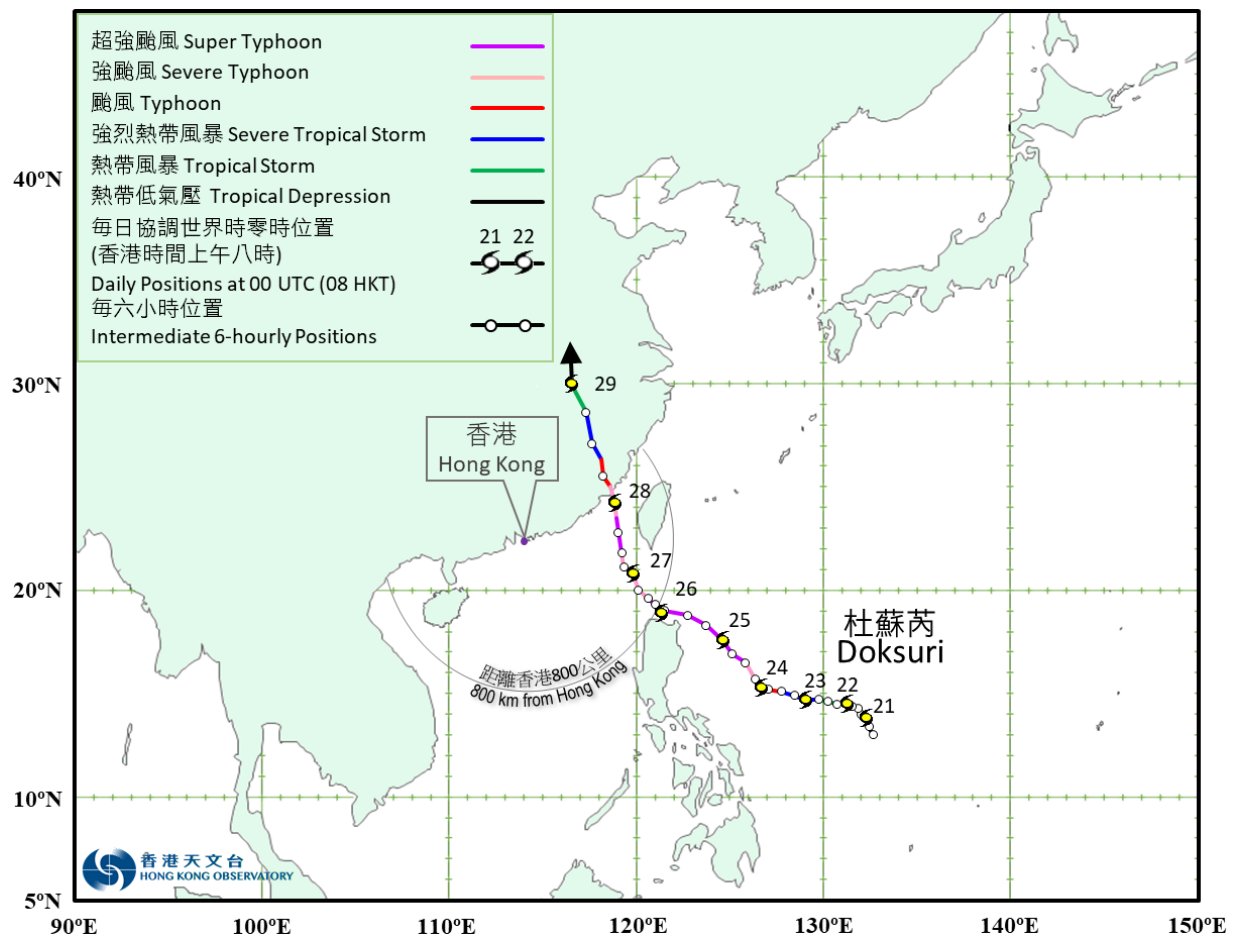 超強颱風 Super Typhoon
強颱風 Severe Typhoon
颱風 Typhoon
強烈熱帶風暴 Severe Tropical Storm
熱帶風暴 Tropical Storm
熱帶低氣壓 Tropical Depression
每日協調世界時零時位置
(香港時間上午八時)
21 22
Daily Positions at 00 UTC (08 HKT)
每六小時位置
Intermediate 6-hourly Positions
40ºN
30ºN
20ºN
10ºN
5ºN
29
香港
Hong Kong
28
27
26
25
杜蘇芮
Doksuri
24
23
22
21
距離香港800公里
800 km from Hong Kong
香港天文台
HONG KONG OBSERVATORY
90ºE
100ºE
110ºE
120ºE
130ºE
140ºE
150ºE